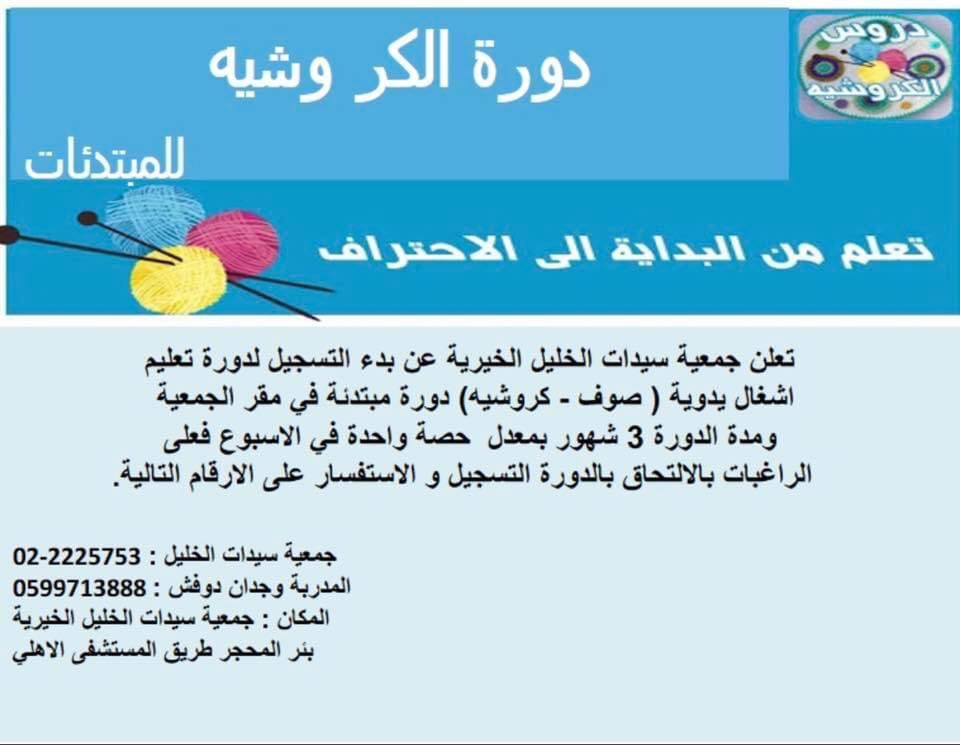 دروس
الكروشيه
دورة الكر وشيه
للمبتدئات
تعلم من البداية الى الاحتراف
تعلن جمعية سيدات الخليل الخيرية عن بدء التسجيل لدورة تعليم
اشغال يدوية ( صوف - كروشيه) دورة مبتدئة في مقر الجمعية
ومدة الدورة 3 شهور بمعدل حصة واحدة في الاسبوع فعلى
الراغبات بالالتحاق بالدورة التسجيل و الاستفسار على الارقام التالية.
جمعية سيدات الخليل : 02-2225753
المدربة وجدان دوفش : 0599713888
المكان : جمعية سيدات الخليل الخيرية
بئر المحجر طريق المستشفى الاهلي